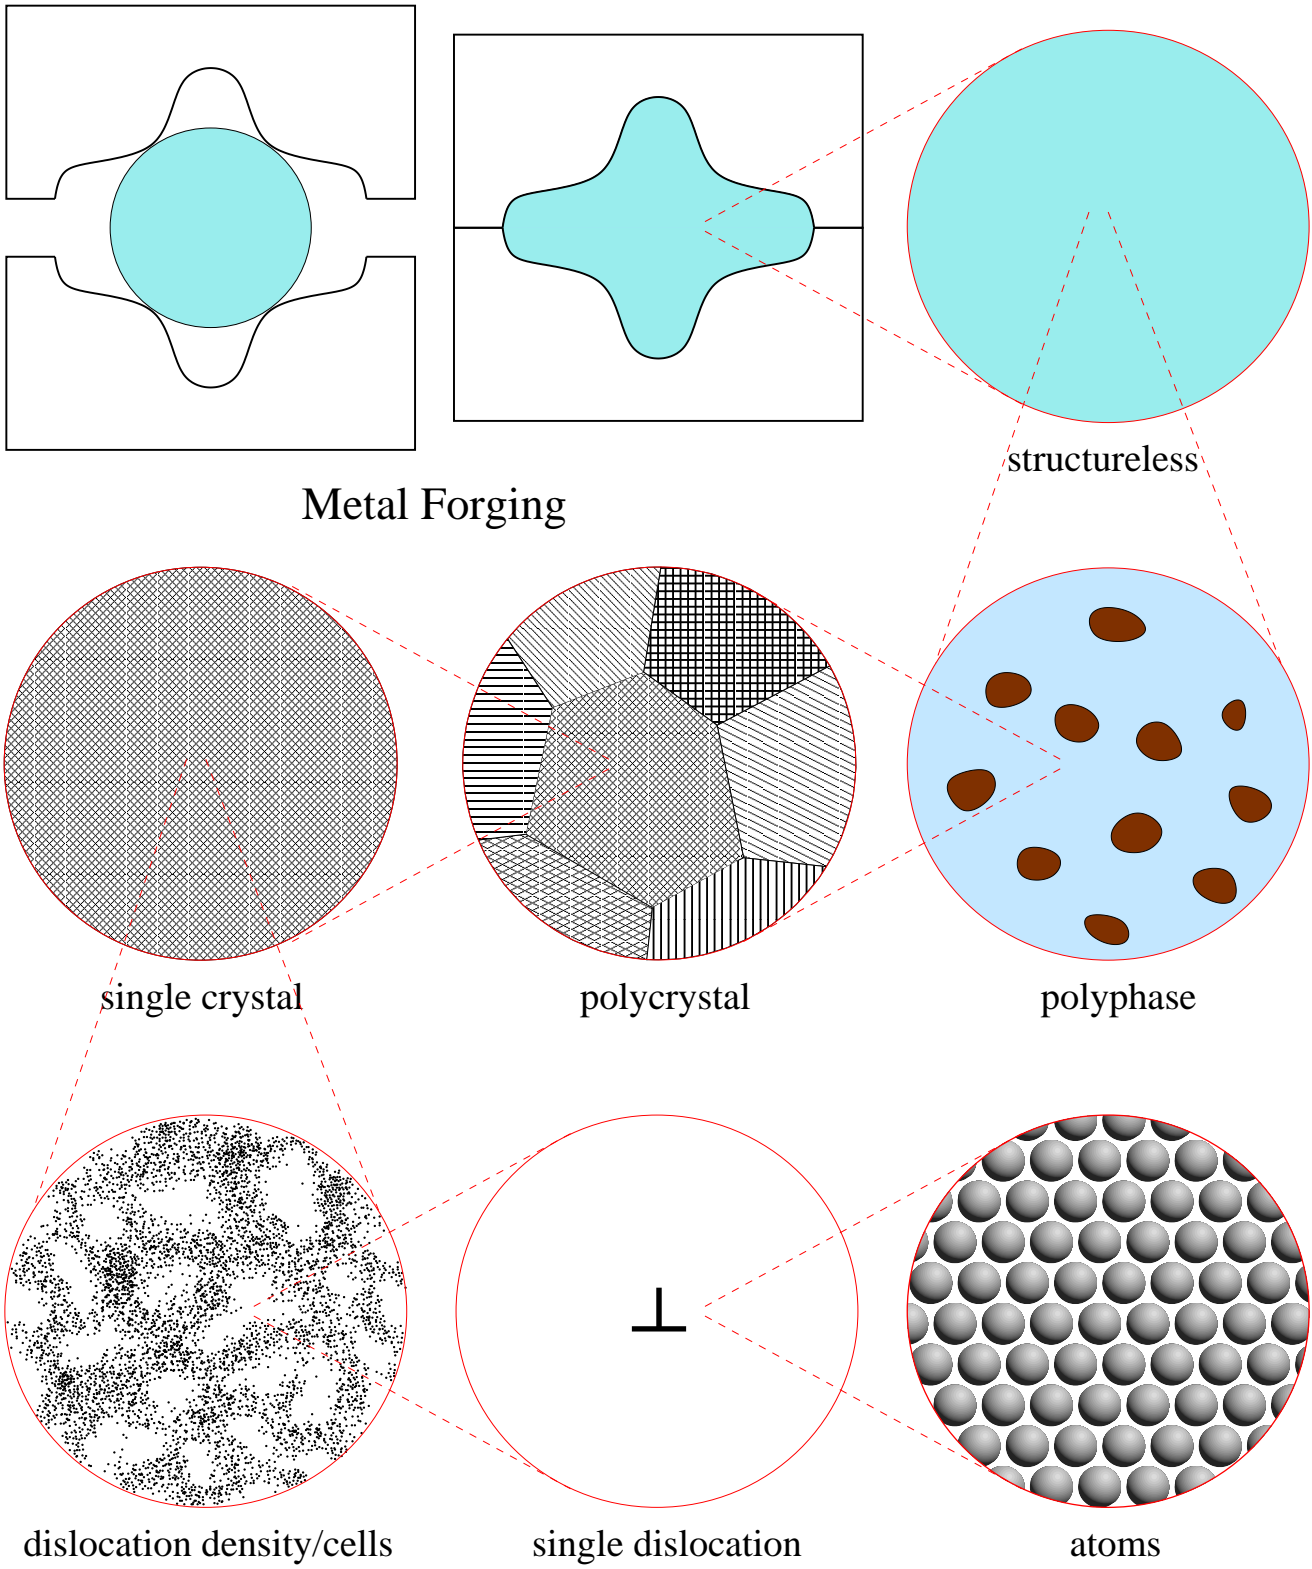 structureless
Metal Forging
single crystal
polycrystal
polyphase
dislocation density/cells
single dislocation
atoms